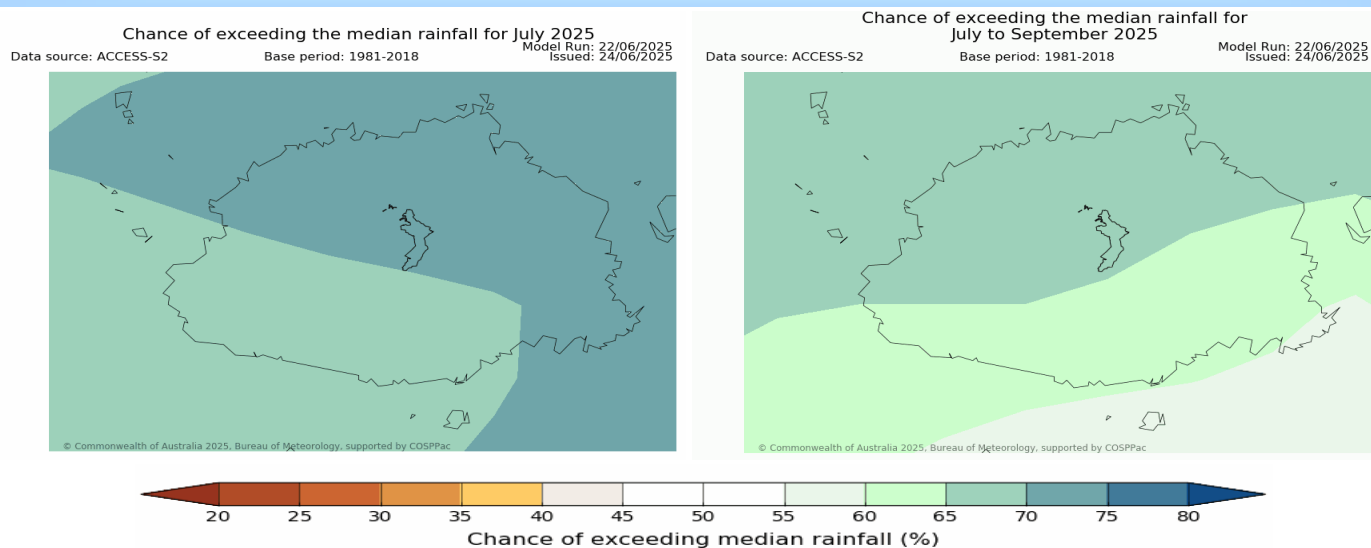 Chance of exceeding the median rainfall for July 2025
Model Run: 22/06/2025
Data source: ACCESS-S2 Base period: 1981-2018 Issued: 24/06/2025
© Commonwealth of Australia 2025, Bureau of Meteorology, supported by COSPPac
Chance of exceeding the median rainfall for
July to September 2025
Model Run: 22/06/2025
Data source: ACCESS-S2 Base period: 1981-2018 Issued: 24/06/2025
© Commonwealth of Australia 2025, Bureau of Meteorology, supported by COSPPac
20 25 30 35 40 45 50 55 60 65 70 75 80
Chance of exceeding median rainfall (%)